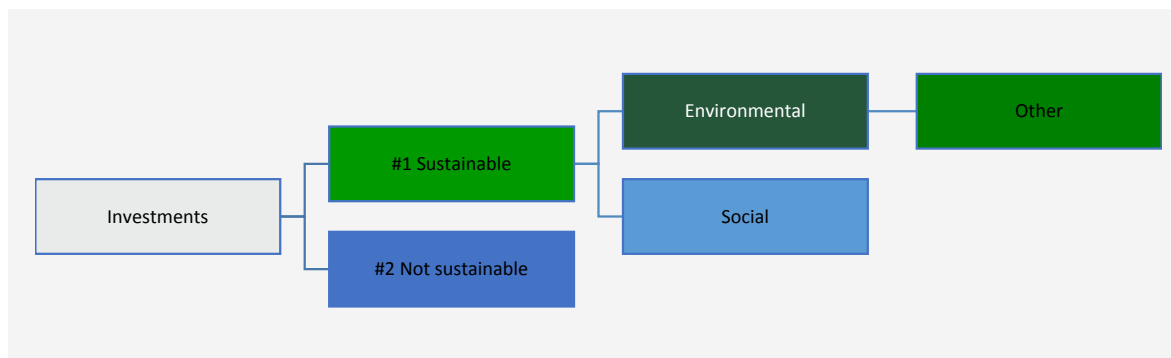 Environmental
Other
#1 Sustainable
Investments
Social
#2 Not sustainable